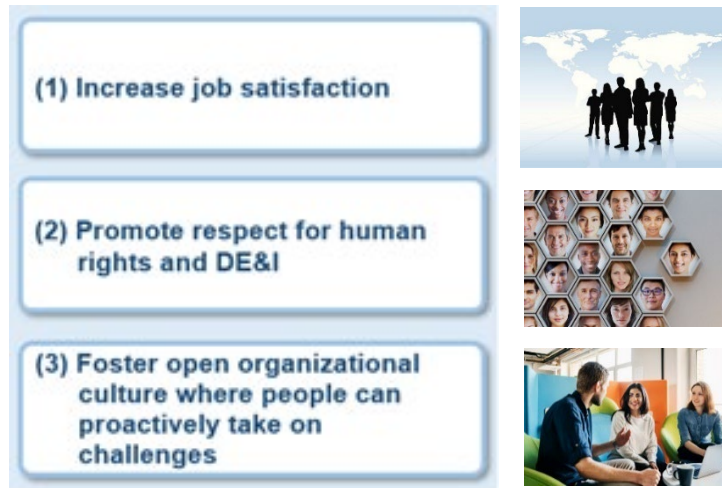 (1) Increase job satisfaction
(2) Promote respect for human
rights and DE&I
(3) Foster open organizational
culture where people can
proactively take on
challenges